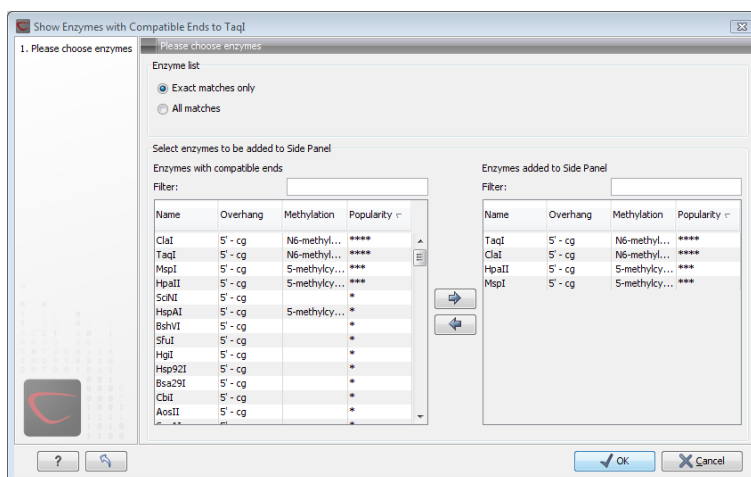 Show Enzymes with Compatible Ends to TaqI
1. Please choose enzymes
Please choose enzymes
Enzyme list
Exact matches only
All matches
Select enzymes to be added to Side Panel
Enzymes with compatible ends
Filter:
Name Overhang Methylation Popularity
ClaI 5' - cg N6-methyl... ****
TaqI 5' - cg N6-methyl... ****
MspI 5' - cg 5-methylcy... ***
HpaII 5' - cg 5-methylcy... ***
SciNI 5' - cg *
HspAI 5' - cg 5-methylcy... *
BshVI 5' - cg *
SfuI 5' - cg *
HgiI 5' - cg *
Hsp92I 5' - cg *
Bsa29I 5' - cg *
CbiI 5' - cg *
AosII 5' - cg *
Enzymes added to Side Panel
Filter:
Name Overhang Methylation Popularity
TaqI 5' - cg N6-methyl... ****
ClaI 5' - cg N6-methyl... ****
HpaII 5' - cg 5-methylcy... ***
MspI 5' - cg 5-methylcy... ***
?
OK
Cancel